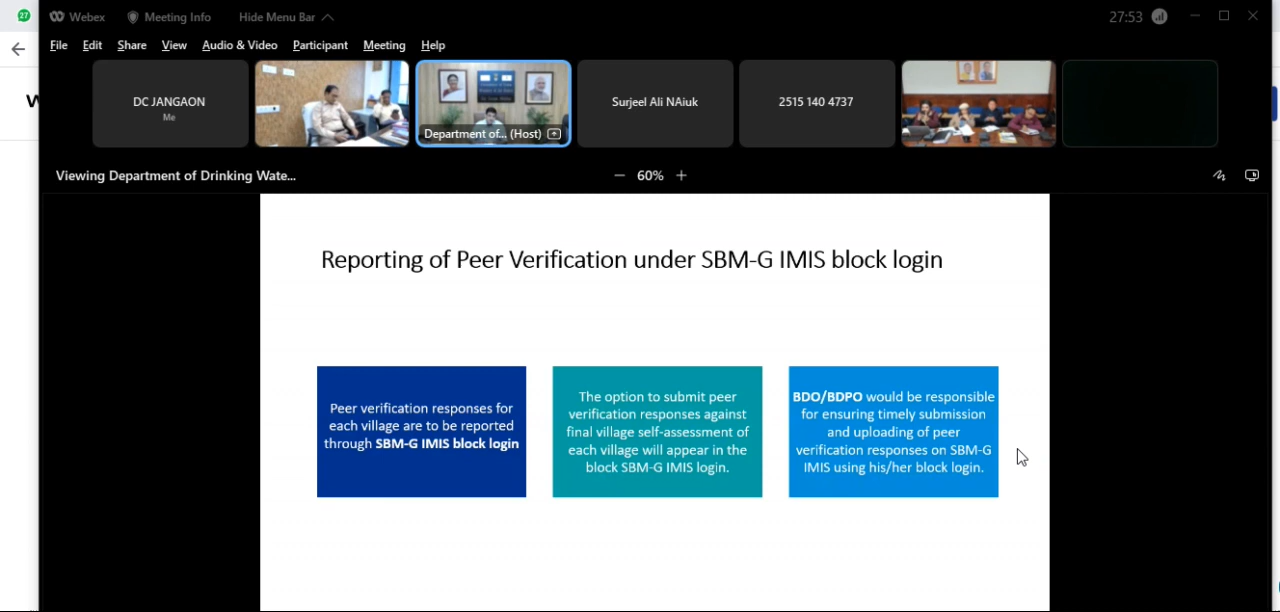 27
Webex Meeting Info Hide Menu Bar 27:53
File Edit Share View Audio & Video Participant Meeting Help
DC JANGAON
Me
Department of... (Host)
Surjeel Ali NAiuk
2515 140 4737
Viewing Department of Drinking Wate...
60%
Reporting of Peer Verification under SBM-G IMIS block login
Peer verification responses for
each village are to be reported
through SBM-G IMIS block login
The option to submit peer
verification responses against
final village self-assessment of
each village will appear in the
block SBM-G IMIS login.
BDO/BDPO would be responsible
for ensuring timely submission
and uploading of peer
verification responses on SBM-G
IMIS using his/her block login.